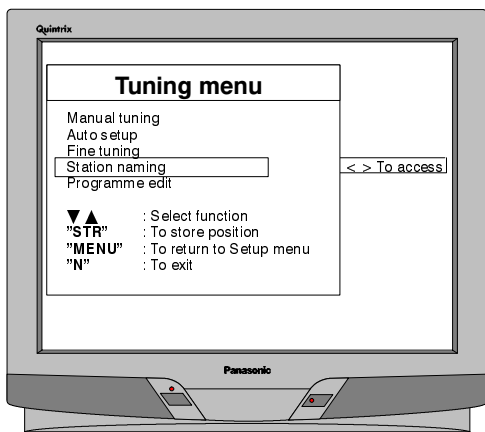 Quintrix
Tuning menu
Manual tuning
Auto setup
Fine tuning
Station naming < > To access
Programme edit
▼ ▲ : Select function
”STR” : To store position
”MENU” : To return to Setup menu
”N” : To exit
Panasonic